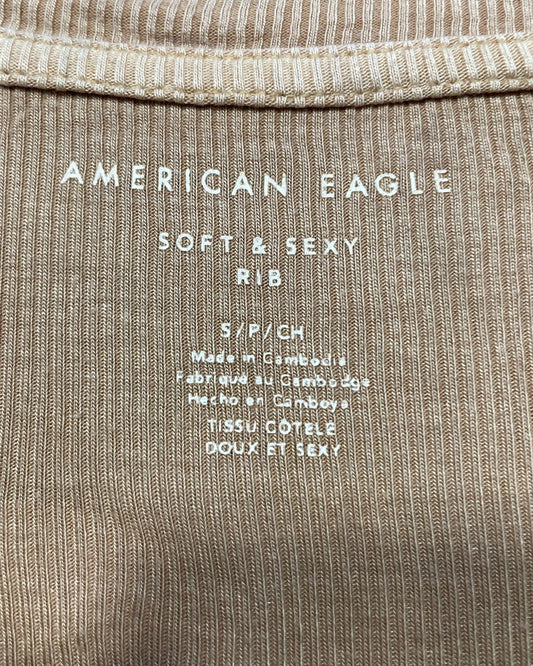 AMERICAN EAGLE
SOFT & SEXY
RIB
S/P/CH
Made in Cambodia
Fabriqué au Cambodge
Hecho en Camboya
TISSU CÔTELÉ
DOUX ET SEXY